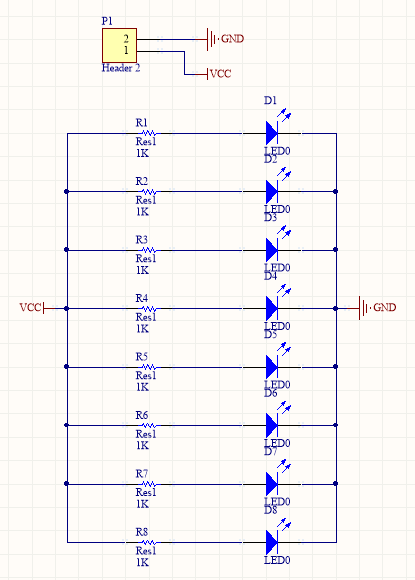 P1
2
GND
1
VCC
Header 2
D1
R1
Res1
1K
LED0
D2
R2
Res1
1K
LED0
D3
R3
Res1
1K
LED0
D4
VCC
R4
Res1
1K
LED0
GND
D5
R5
Res1
1K
LED0
D6
R6
Res1
1K
LED0
D7
R7
Res1
1K
LED0
D8
R8
Res1
1K
LED0